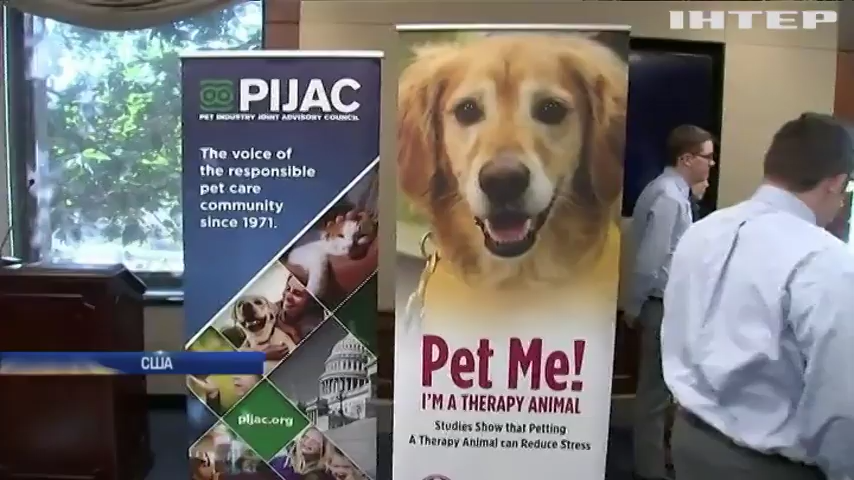 ІНТЕР
PIJAC
PET INDUSTRY JOINT ADVISORY COUNCIL
The voice of
the responsible
pet care
community
since 1971.
pijac.org
Pet Me!
I'M A THERAPY ANIMAL
Studies Show that Petting
A Therapy Animal can Reduce Stress
США